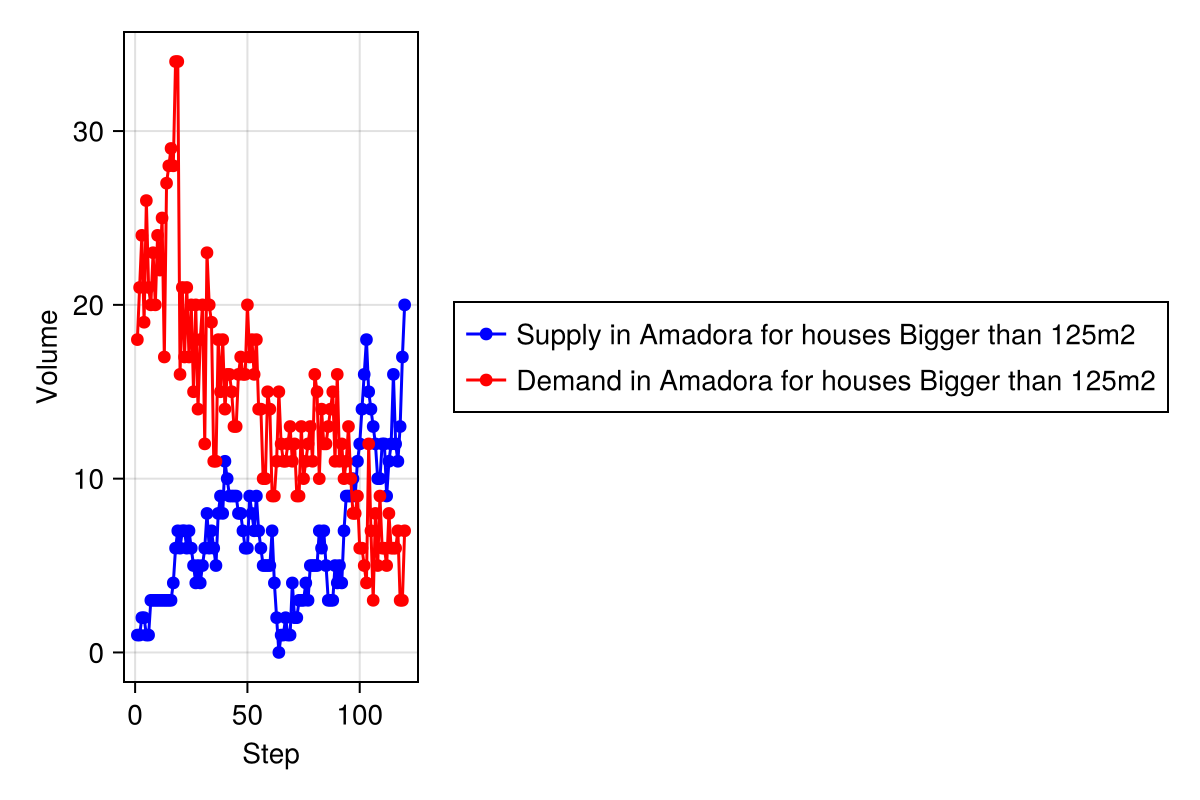 Volume
30
20
10
0
0 50 100
Step
Supply in Amadora for houses Bigger than 125m2
Demand in Amadora for houses Bigger than 125m2